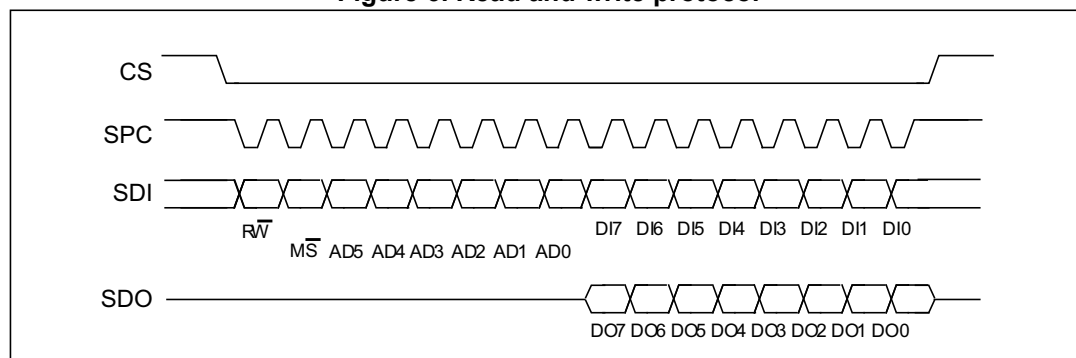 Figure 6. Read and write protocol
CS
SPC
SDI
RW̅
DI7 DI6 DI5 DI4 DI3 DI2 DI1 DI0
MS̅ AD5 AD4 AD3 AD2 AD1 AD0
SDO
DO7 DO6 DO5 DO4 DO3 DO2 DO1 DO0